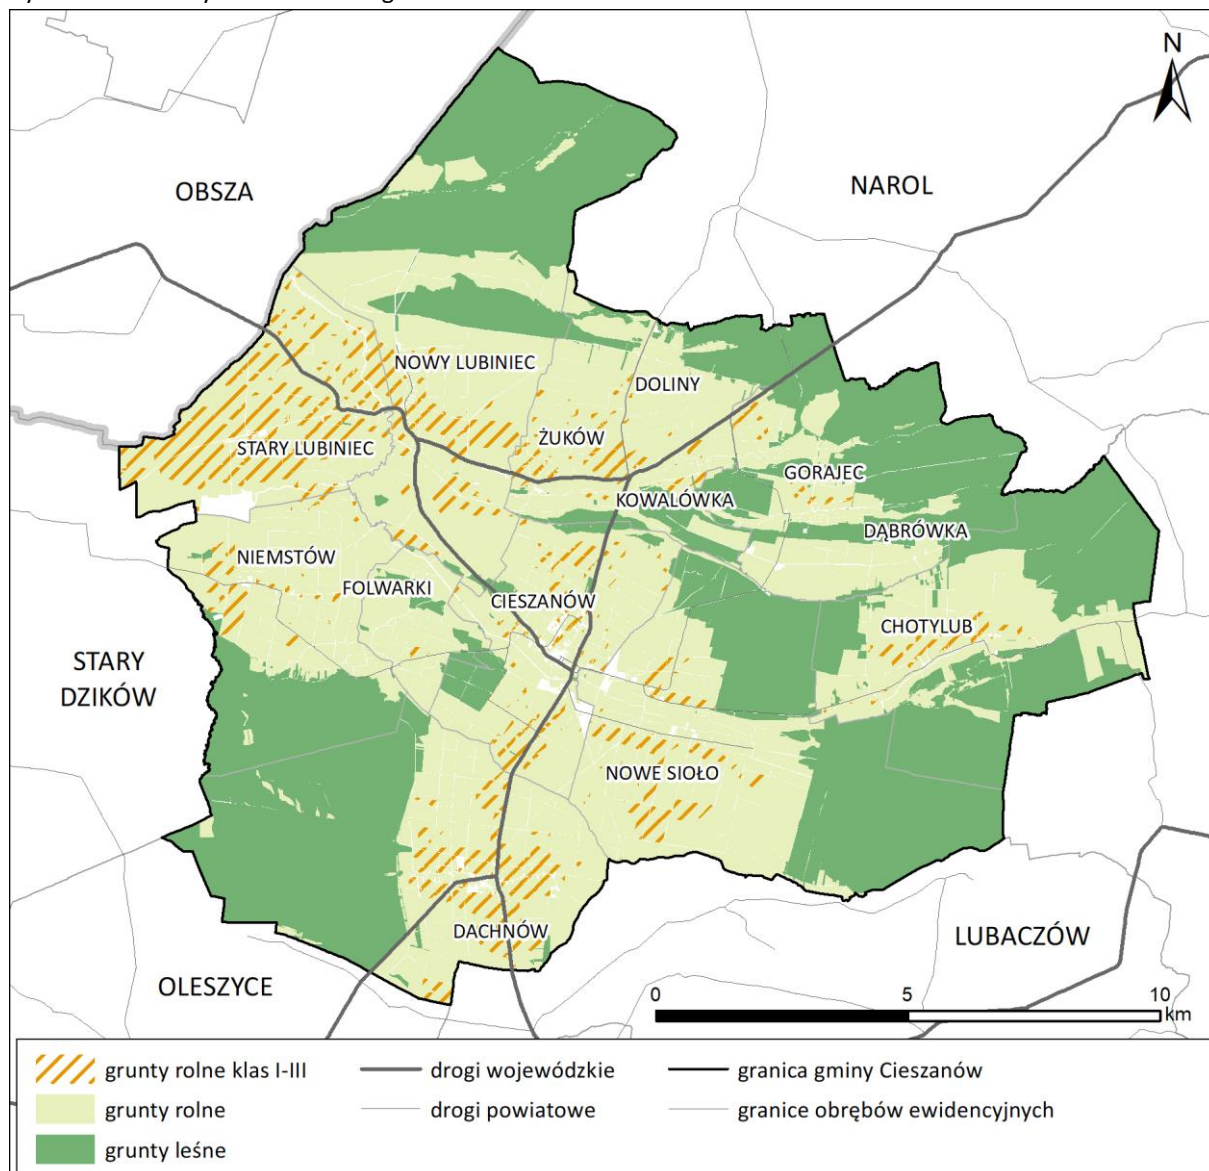 N
OBSZA
NAROL
NOWY LUBINIEC
DOLINY
STARY LUBINIEC
ŻUKÓW
GORAJEC
KOWALÓWKA
DĄBRÓWKA
NIEMSTÓW
FOLWARKI
CIESZANÓW
CHOTYLUB
STARY
DZIKÓW
NOWE SIOŁO
DACHNÓW
LUBACZÓW
OLESZYCE
0 5 10
km
grunty rolne klas I-III drogi wojewódzkie granica gminy Cieszanów
grunty rolne drogi powiatowe granice obrębów ewidencyjnych
grunty leśne